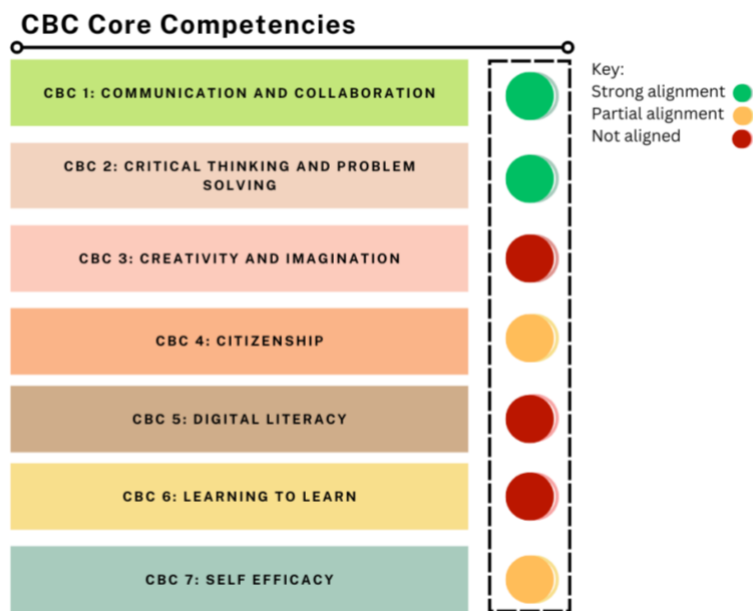 CBC Core Competencies
CBC 1: COMMUNICATION AND COLLABORATION
CBC 2: CRITICAL THINKING AND PROBLEM
SOLVING
CBC 3: CREATIVITY AND IMAGINATION
CBC 4: CITIZENSHIP
CBC 5: DIGITAL LITERACY
CBC 6: LEARNING TO LEARN
CBC 7: SELF EFFICACY
Key:
Strong alignment
Partial alignment
Not aligned